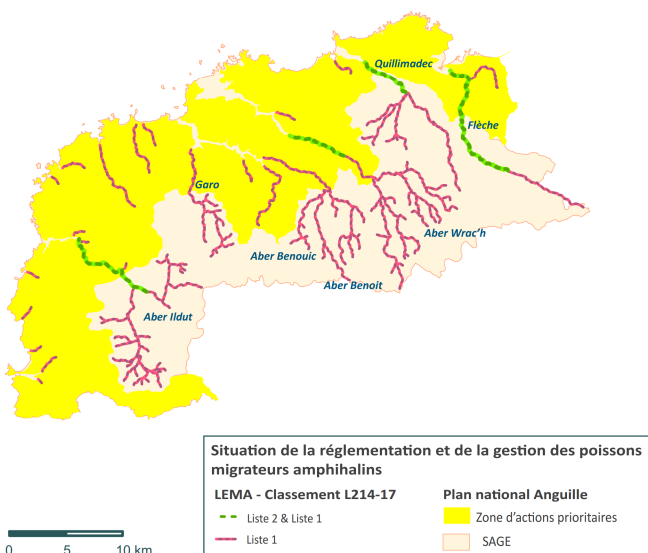 Quillimadec
Flèche
Garo
Aber Wrac'h
Aber Benouic
Aber Benoit
Aber Ildut
Situation de la réglementation et de la gestion des poissons
migrateurs amphihalins
LEMA - Classement L214-17
Liste 2 & Liste 1
Liste 1
Plan national Anguille
Zone d'actions prioritaires
SAGE
0 5 10 km